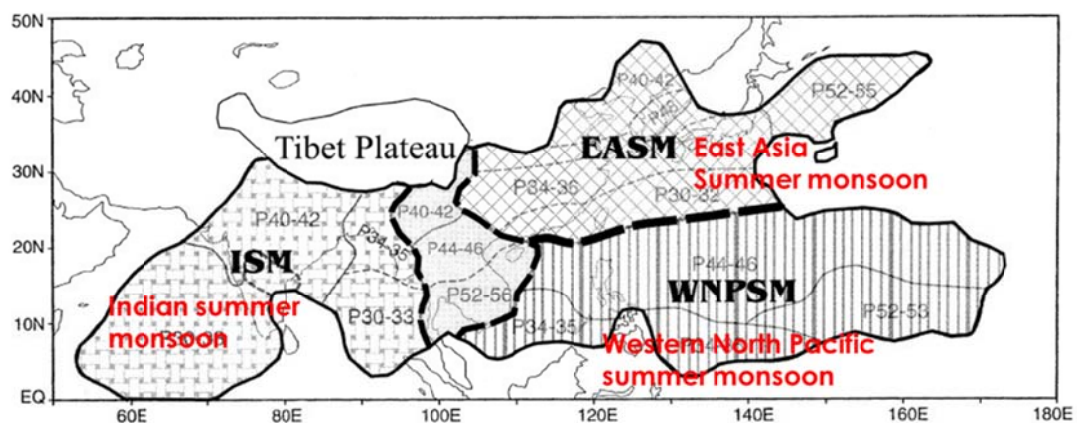 50N
40N
30N
20N
10N
EQ
P40-42
P48
P52-55
Tibet Plateau
EASM
East Asia
Summer monsoon
P34-36
P30-32
P40-42
P40-42
P34-35
P44-46
P44-46
ISM
WNPSM
P52-56
P52-53
Indian summer
monsoon
P30-33
P34-35
Western North Pacific
summer monsoon
60E
80E
100E
120E
140E
160E
180E